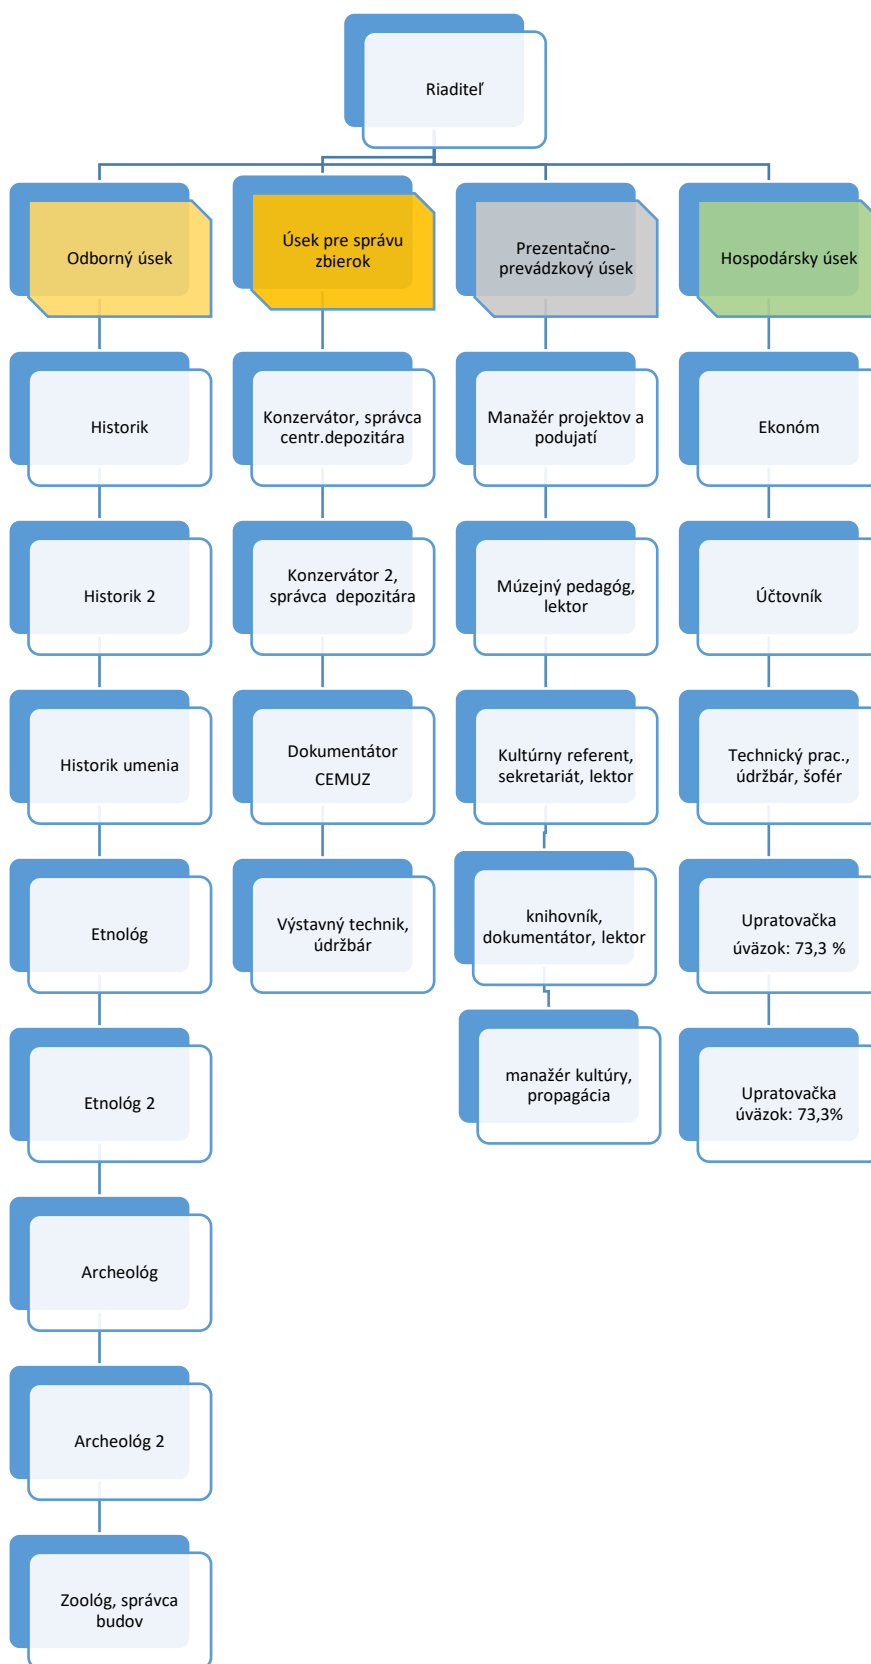 Riaditeľ
Odborný úsek
Úsek pre správu
zbierok
Prezentačno-
prevádzkový úsek
Hospodársky úsek
Historik
Konzervátor, správca
centr.depozitára
Manažér projektov a
podujatí
Ekonóm
Historik 2
Konzervátor 2,
správca  depozitára
Múzejný pedagóg,
lektor
Účtovník
Historik umenia
Dokumentátor
CEMUZ
Kultúrny referent,
sekretariát, lektor
Technický prac.,
údržbár, šofér
Etnológ
Výstavný technik,
údržbár
knihovník,
dokumentátor, lektor
Upratovačka
úväzok: 73,3 %
Etnológ 2
manažér kultúry,
propagácia
Upratovačka
úväzok: 73,3%
Archeológ
Archeológ 2
Zoológ, správca
budov